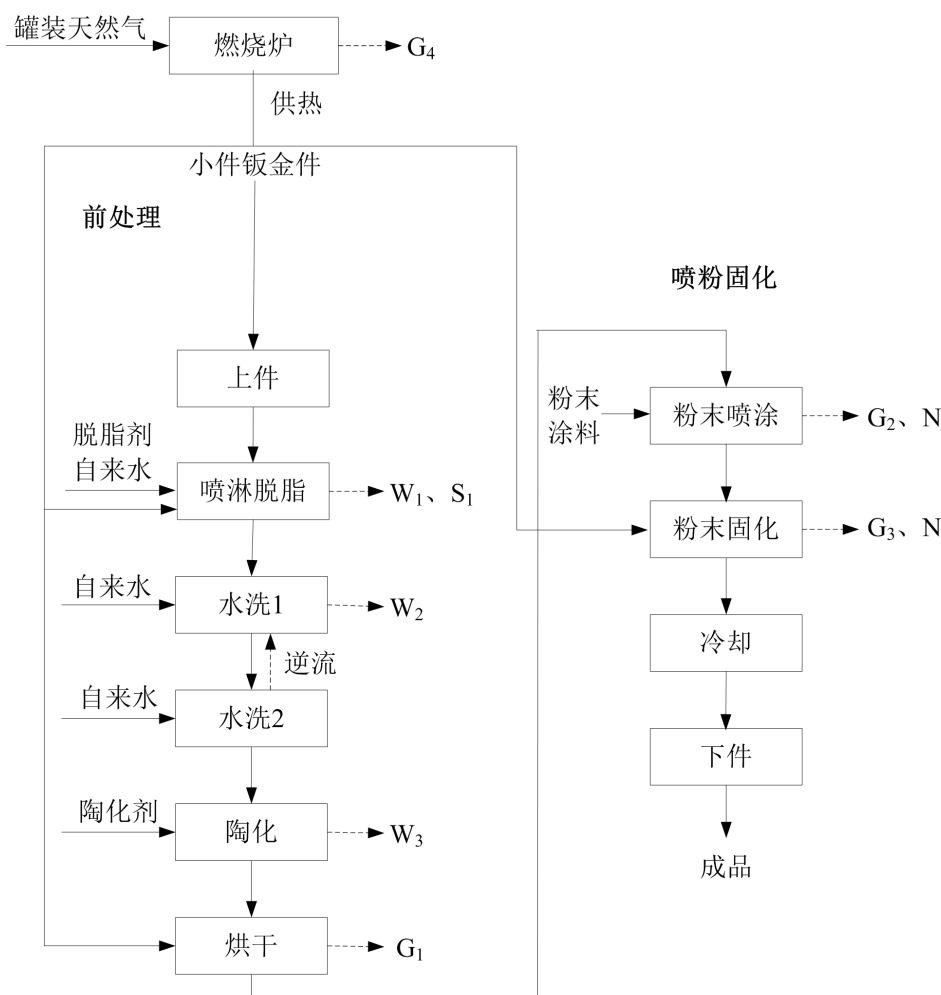 罐装天然气
燃烧炉
G₄
供热
小件钣金件
前处理
上件
脱脂剂
自来水
喷淋脱脂
W₁、S₁
自来水
水洗1
W₂
逆流
自来水
水洗2
陶化剂
陶化
W₃
烘干
G₁
喷粉固化
粉末
涂料
粉末喷涂
G₂、N
粉末固化
G₃、N
冷却
下件
成品